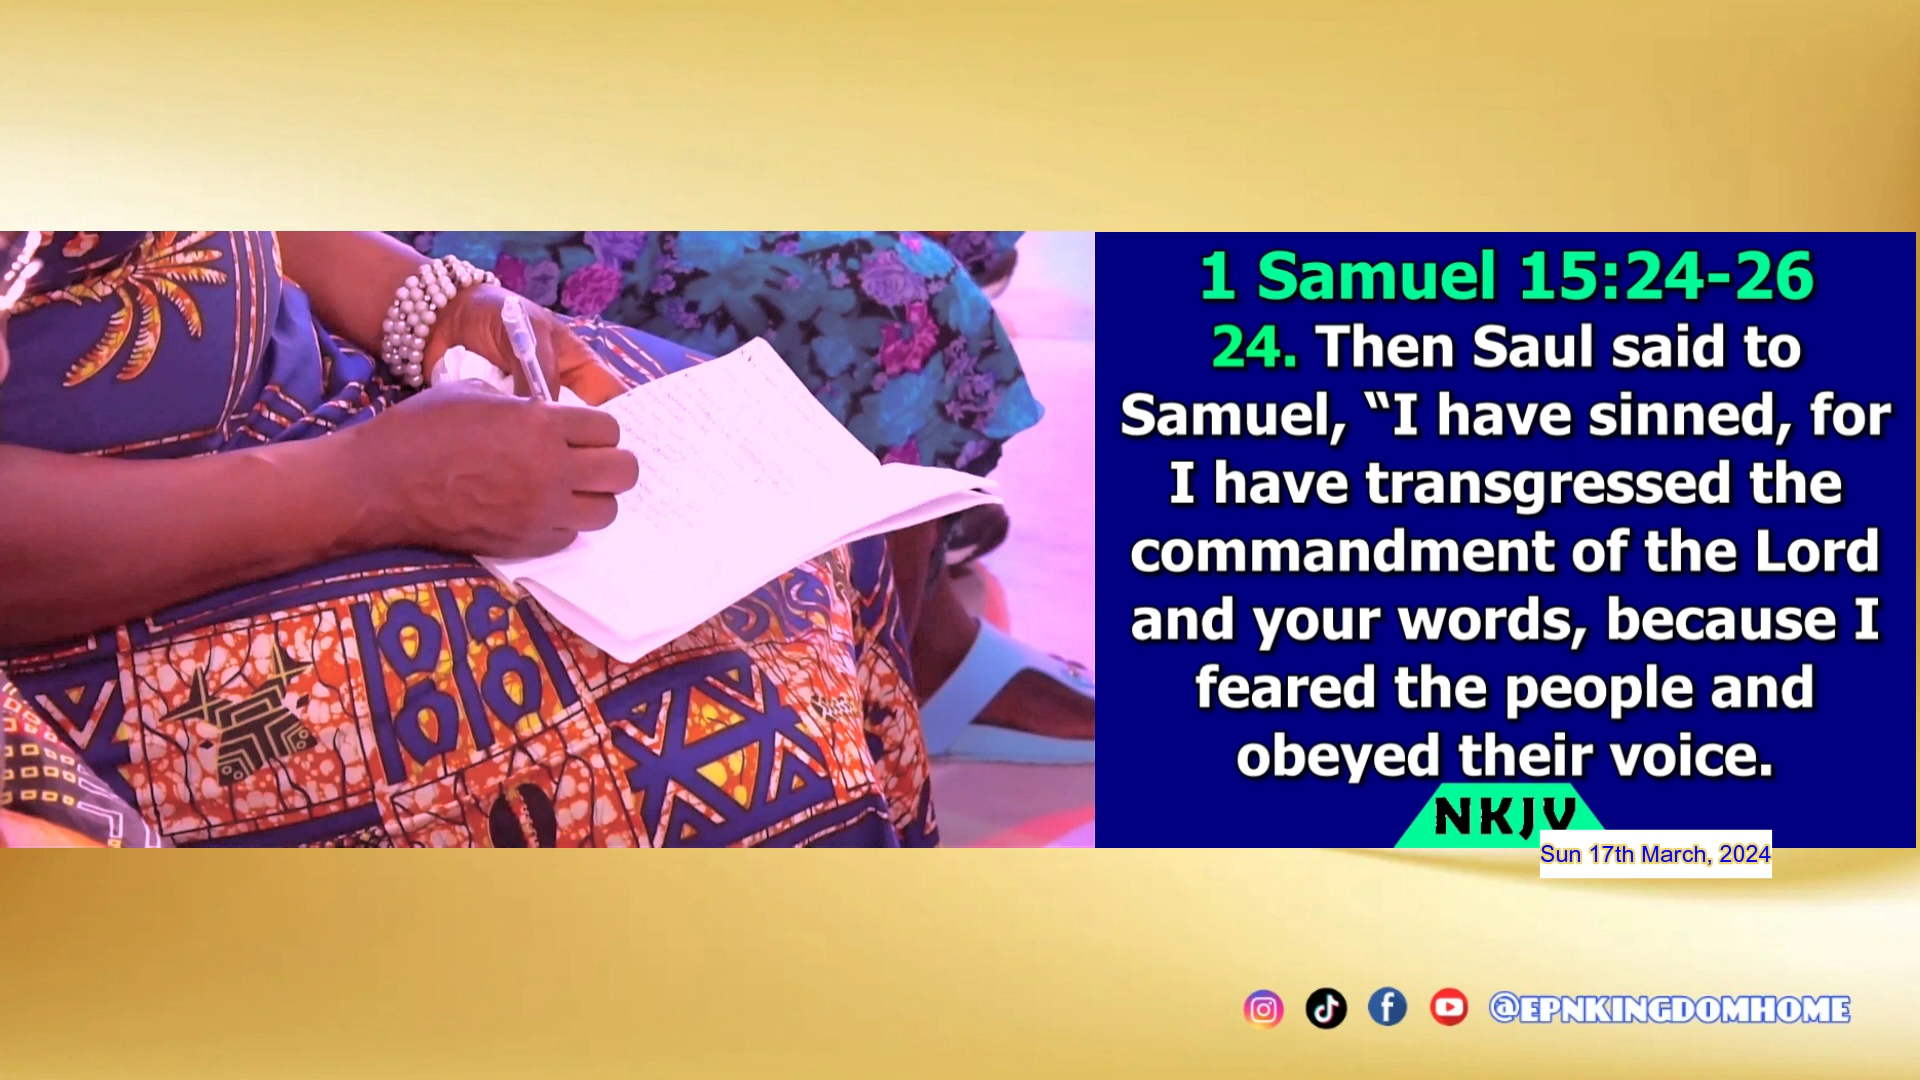 1 Samuel 15:24-26
24. Then Saul said to
Samuel, “I have sinned, for
I have transgressed the
commandment of the Lord
and your words, because I
feared the people and
obeyed their voice.
NKJV
Sun 17th March, 2024
@EPNKINGDOMHOME